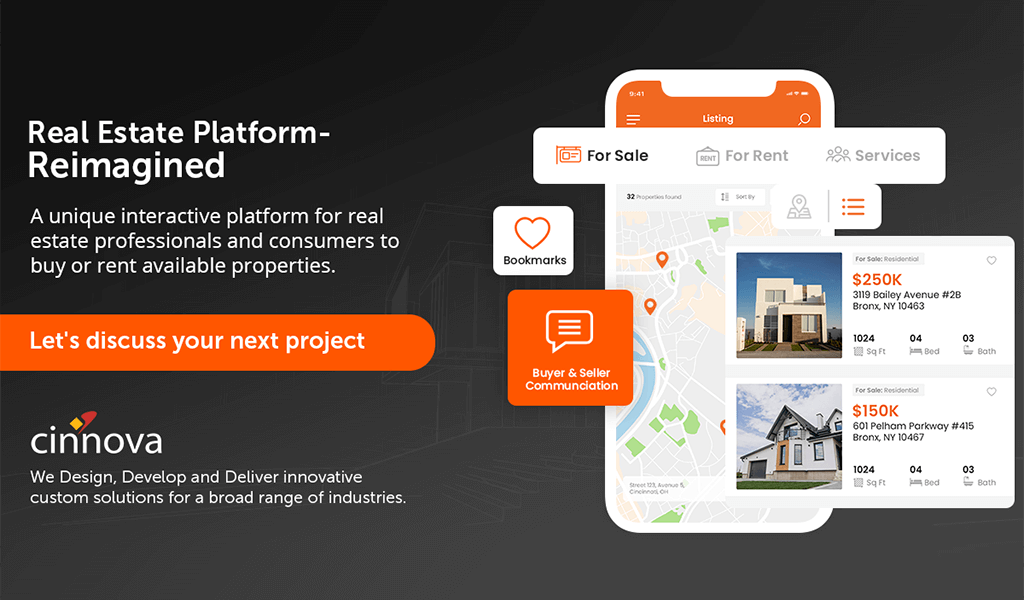 Real Estate Platform-
Reimagined
A unique interactive platform for real
estate professionals and consumers to
buy or rent available properties.
Let's discuss your next project
cinnova
We Design, Develop and Deliver innovative
custom solutions for a broad range of industries.
9:41
Listing
For Sale
RENT
For Rent
Services
32 Properties found
Sort By
Bookmarks
Buyer & Seller
Communciation
For Sale: Residential
$250K
3119 Bailey Avenue #2B
Bronx, NY 10463
1024 04 03
Sq Ft Bed Bath
For Sale: Residential
$150K
601 Pelham Parkway #415
Bronx, NY 10467
1024 04 03
Sq Ft Bed Bath
Street 123, Avenue 5,
Cincinnati, OH